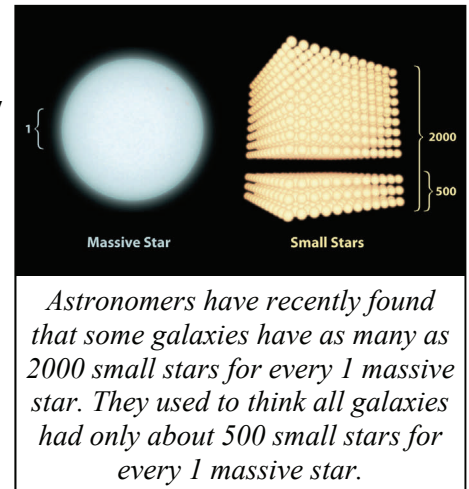 1
2000
500
Massive Star
Small Stars
Astronomers have recently found
that some galaxies have as many as
2000 small stars for every 1 massive
star. They used to think all galaxies
had only about 500 small stars for
every 1 massive star.